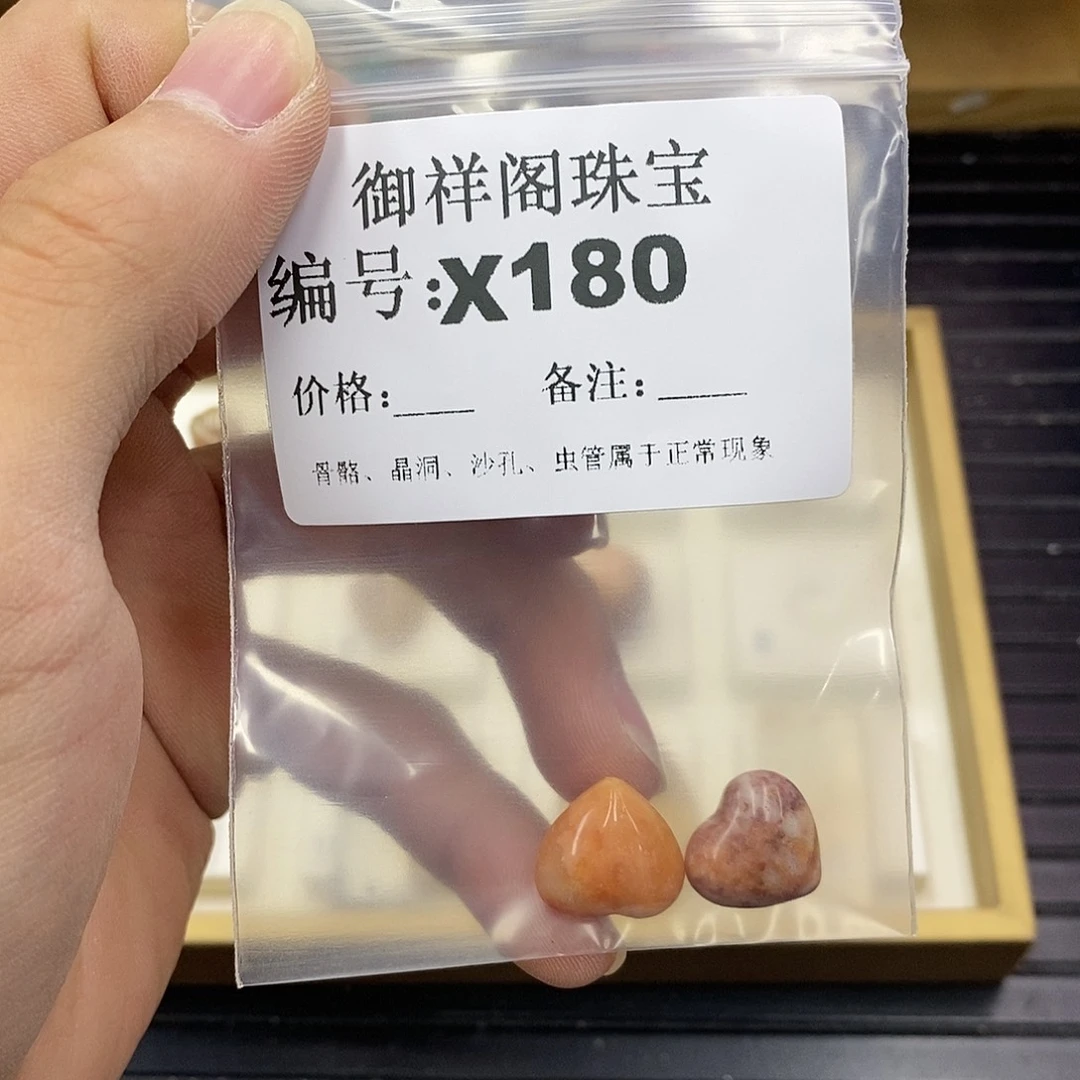 御祥阁珠宝
编号:X180
价格:____ 备注:____
骨骼、晶洞、沙孔、虫管属于正常现象